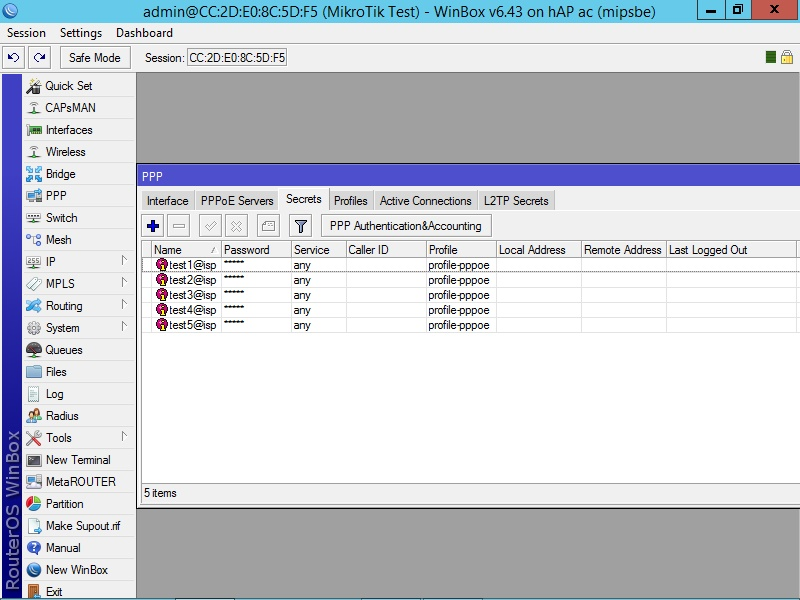 admin@CC:2D:E0:8C:5D:F5 (MikroTik Test) - WinBox v6.43 on hAP ac (mipsbe)
Session Settings Dashboard
Safe Mode Session: CC:2D:E0:8C:5D:F5
Quick Set
CAPsMAN
Interfaces
Wireless
Bridge
PPP
Switch
Mesh
IP
MPLS
Routing
System
Queues
Files
Log
Radius
Tools
New Terminal
MetaROUTER
Partition
Make Supout.rif
Manual
New WinBox
Exit
RouterOS WinBox
PPP
Interface PPPoE Servers Secrets Profiles Active Connections L2TP Secrets
PPP Authentication&Accounting
Name / Password Service Caller ID Profile Local Address Remote Address Last Logged Out
test1@isp ***** any profile-pppoe
test2@isp ***** any profile-pppoe
test3@isp ***** any profile-pppoe
test4@isp ***** any profile-pppoe
test5@isp ***** any profile-pppoe
5 items